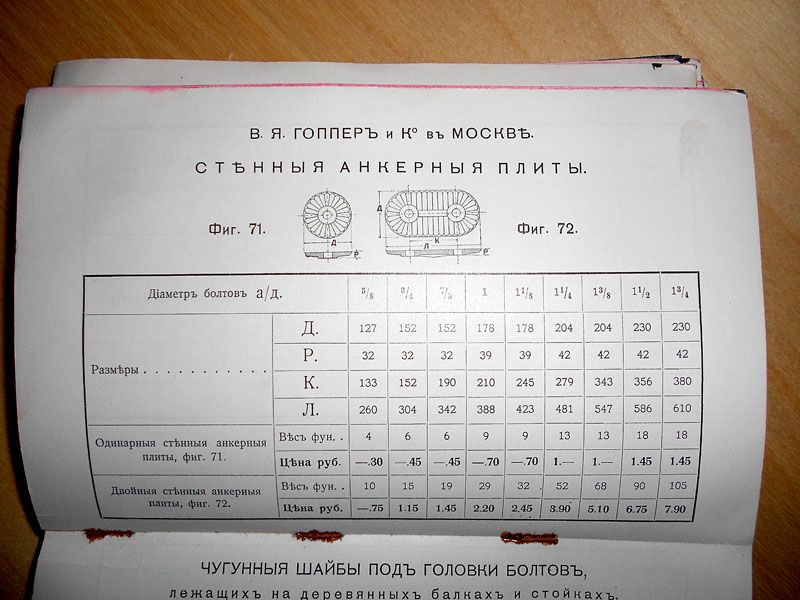 В. Я. ГОППЕРЪ и Ко въ МОСКВѢ.
СТѢННЫЯ АНКЕРНЫЯ ПЛИТЫ.
Фиг. 71.
Д
Р
Д
К
Л
Р
Фиг. 72.
Діаметръ болтовъ а/д. 5/8 3/4 7/8 1 1 1/8 1 1/4 1 3/8 1 1/2 1 3/4
Размѣры . . . . . . . . . . .
Д. 127 152 152 178 178 204 204 230 230
Р. 32 32 32 39 39 42 42 42 42
К. 133 152 190 210 245 279 343 356 380
Л. 260 304 342 388 423 481 547 586 610
Одинарныя стѣнныя анкерныя
плиты, фиг. 71.
Вѣсъ фун. . 4 6 6 9 9 13 13 18 18
Цѣна руб. —.30 —.45 —.45 —.70 —.70 1.— 1.— 1.45 1.45
Двойныя стѣнныя анкерныя
плиты, фиг. 72.
Вѣсъ фун. . 10 15 19 29 32 52 68 90 105
Цѣна руб. —.75 1.15 1.45 2.20 2.45 3.90 5.10 6.75 7.90
ЧУГУННЫЯ ШАЙБЫ ПОДЪ ГОЛОВКИ БОЛТОВЪ,
лежащихъ на деревянныхъ балкахъ и стойкахъ.